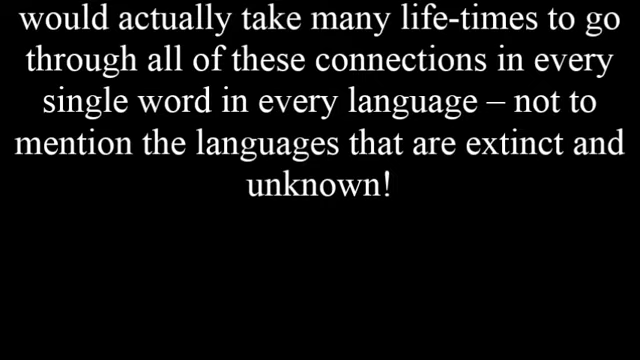 would actually take many life-times to go
through all of these connections in every
single word in every language – not to
mention the languages that are extinct and
unknown!